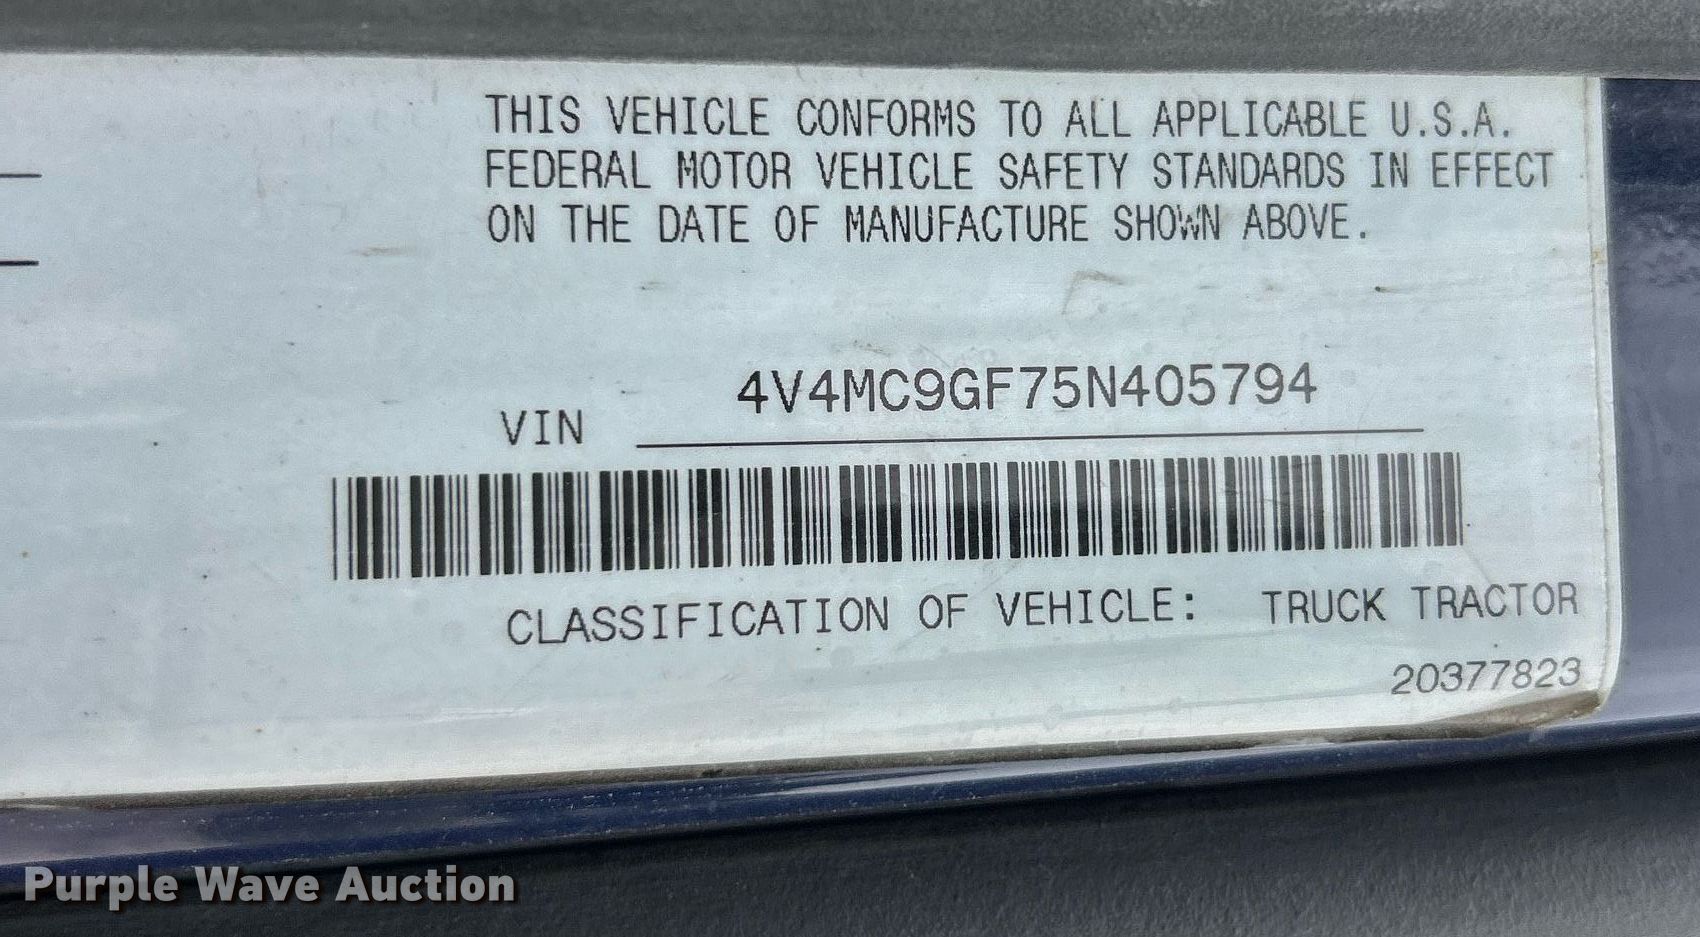 THIS VEHICLE CONFORMS TO ALL APPLICABLE U.S.A.
FEDERAL MOTOR VEHICLE SAFETY STANDARDS IN EFFECT
ON THE DATE OF MANUFACTURE SHOWN ABOVE.
VIN 4V4MC9GF75N405794
CLASSIFICATION OF VEHICLE: TRUCK TRACTOR
20377823
Purple Wave Auction